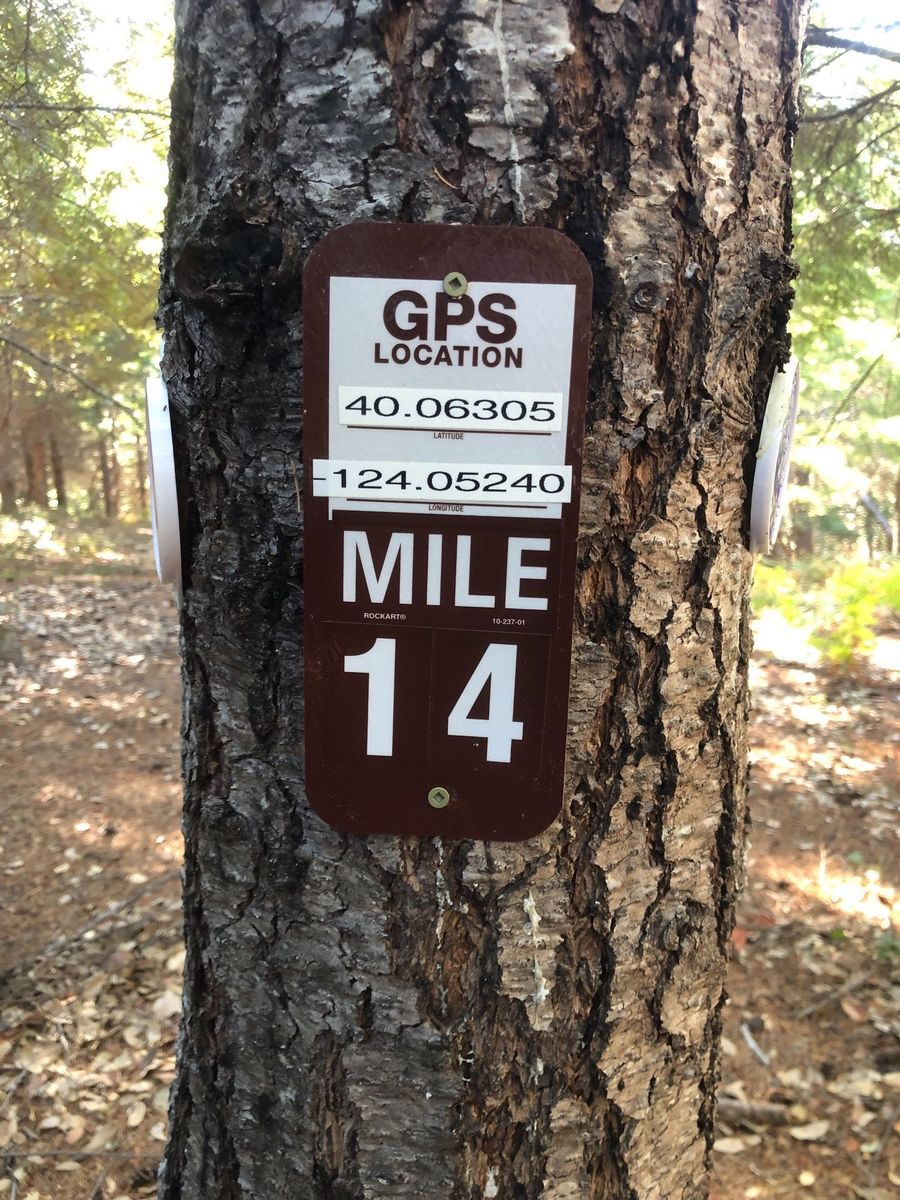 GPS
LOCATION
40.06305
LATITUDE
-124.05240
LONGITUDE
MILE
ROCKART® 10-237-01
14